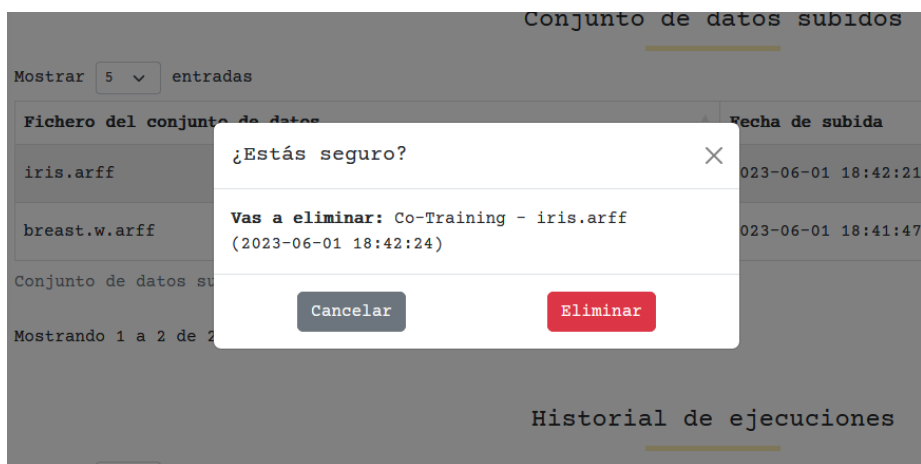 Conjunto de datos subidos
Mostrar 5 entradas
Fichero del conjunto de datos Fecha de subida
¿Estás seguro?
iris.arff 023-06-01 18:42:21
Vas a eliminar: Co-Training - iris.arff
breast.w.arff 023-06-01 18:41:47
(2023-06-01 18:42:24)
Conjunto de datos su
Cancelar Eliminar
Mostrando 1 a 2 de 2
Historial de ejecuciones